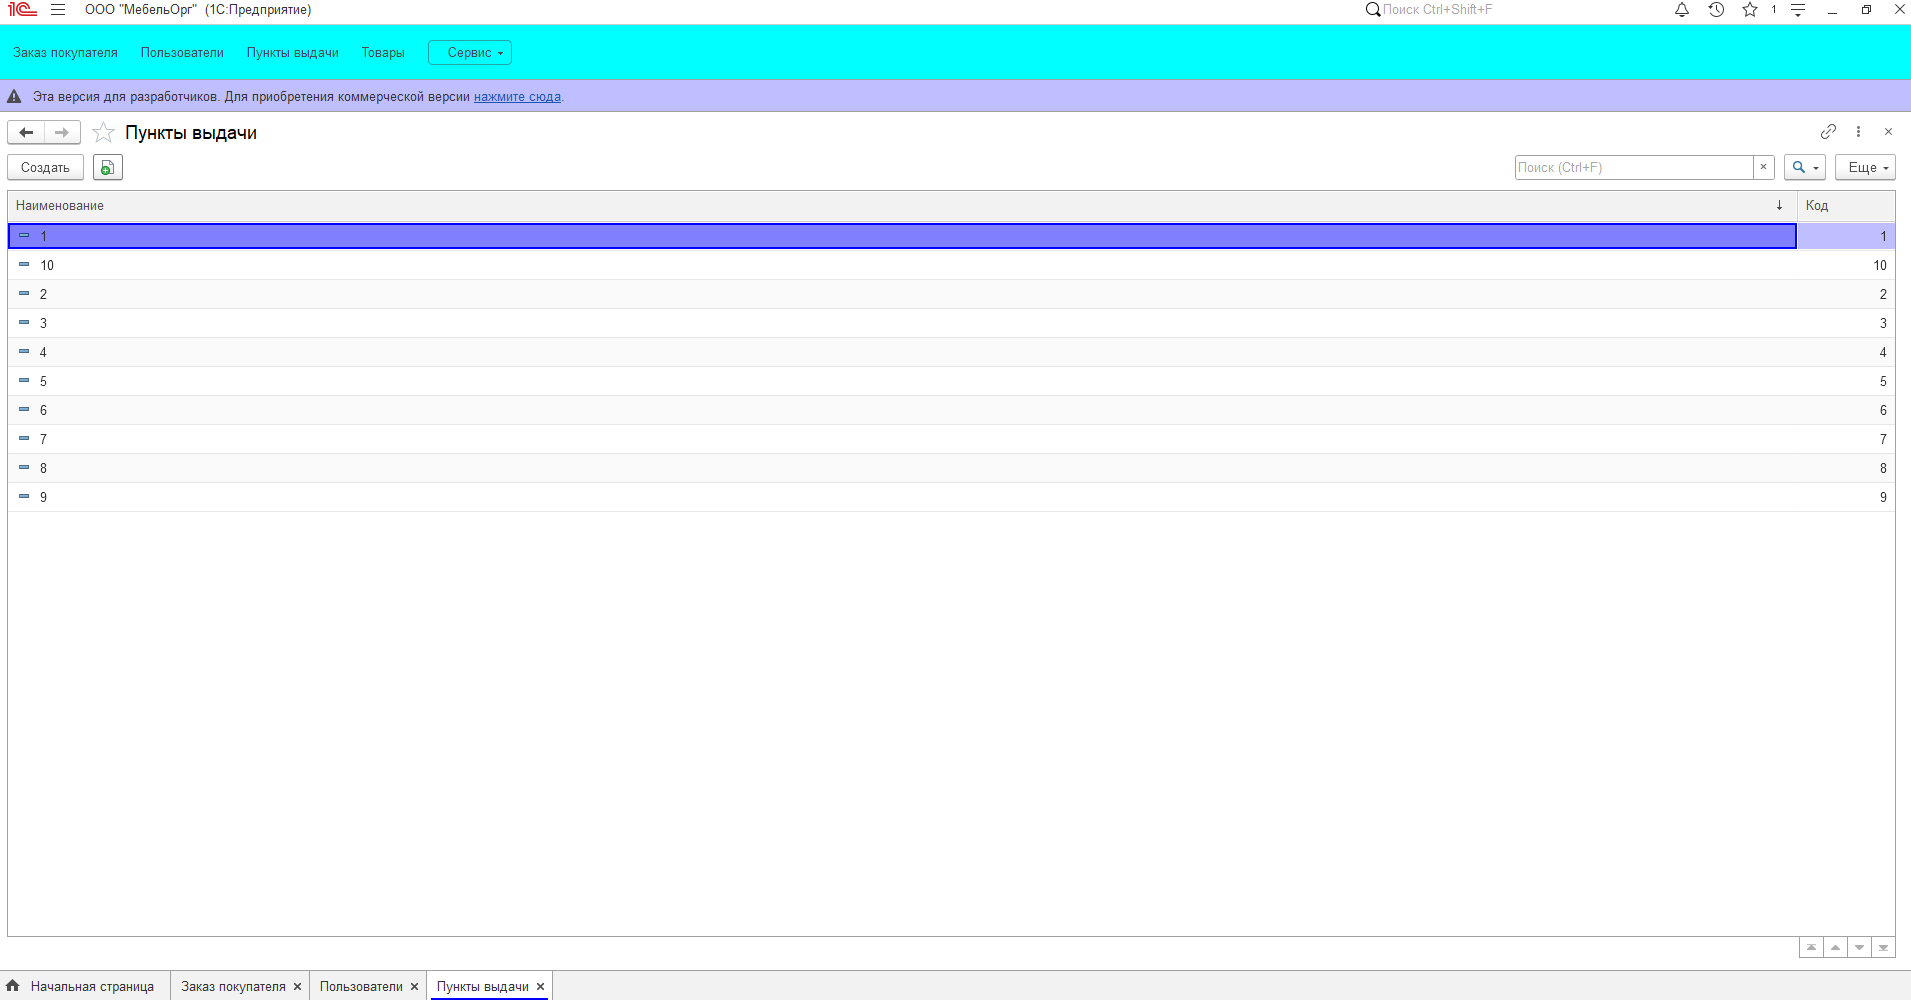 1С ООО "МебельОрг" (1С:Предприятие) Поиск Ctrl+Shift+F 1
Заказ покупателя Пользователи Пункты выдачи Товары Сервис
Эта версия для разработчиков. Для приобретения коммерческой версии нажмите сюда.
Пункты выдачи
Создать Поиск (Ctrl+F) × Еще
Наименование ↓ Код
1 1
10 10
2 2
3 3
4 4
5 5
6 6
7 7
8 8
9 9
Начальная страница Заказ покупателя × Пользователи × Пункты выдачи ×